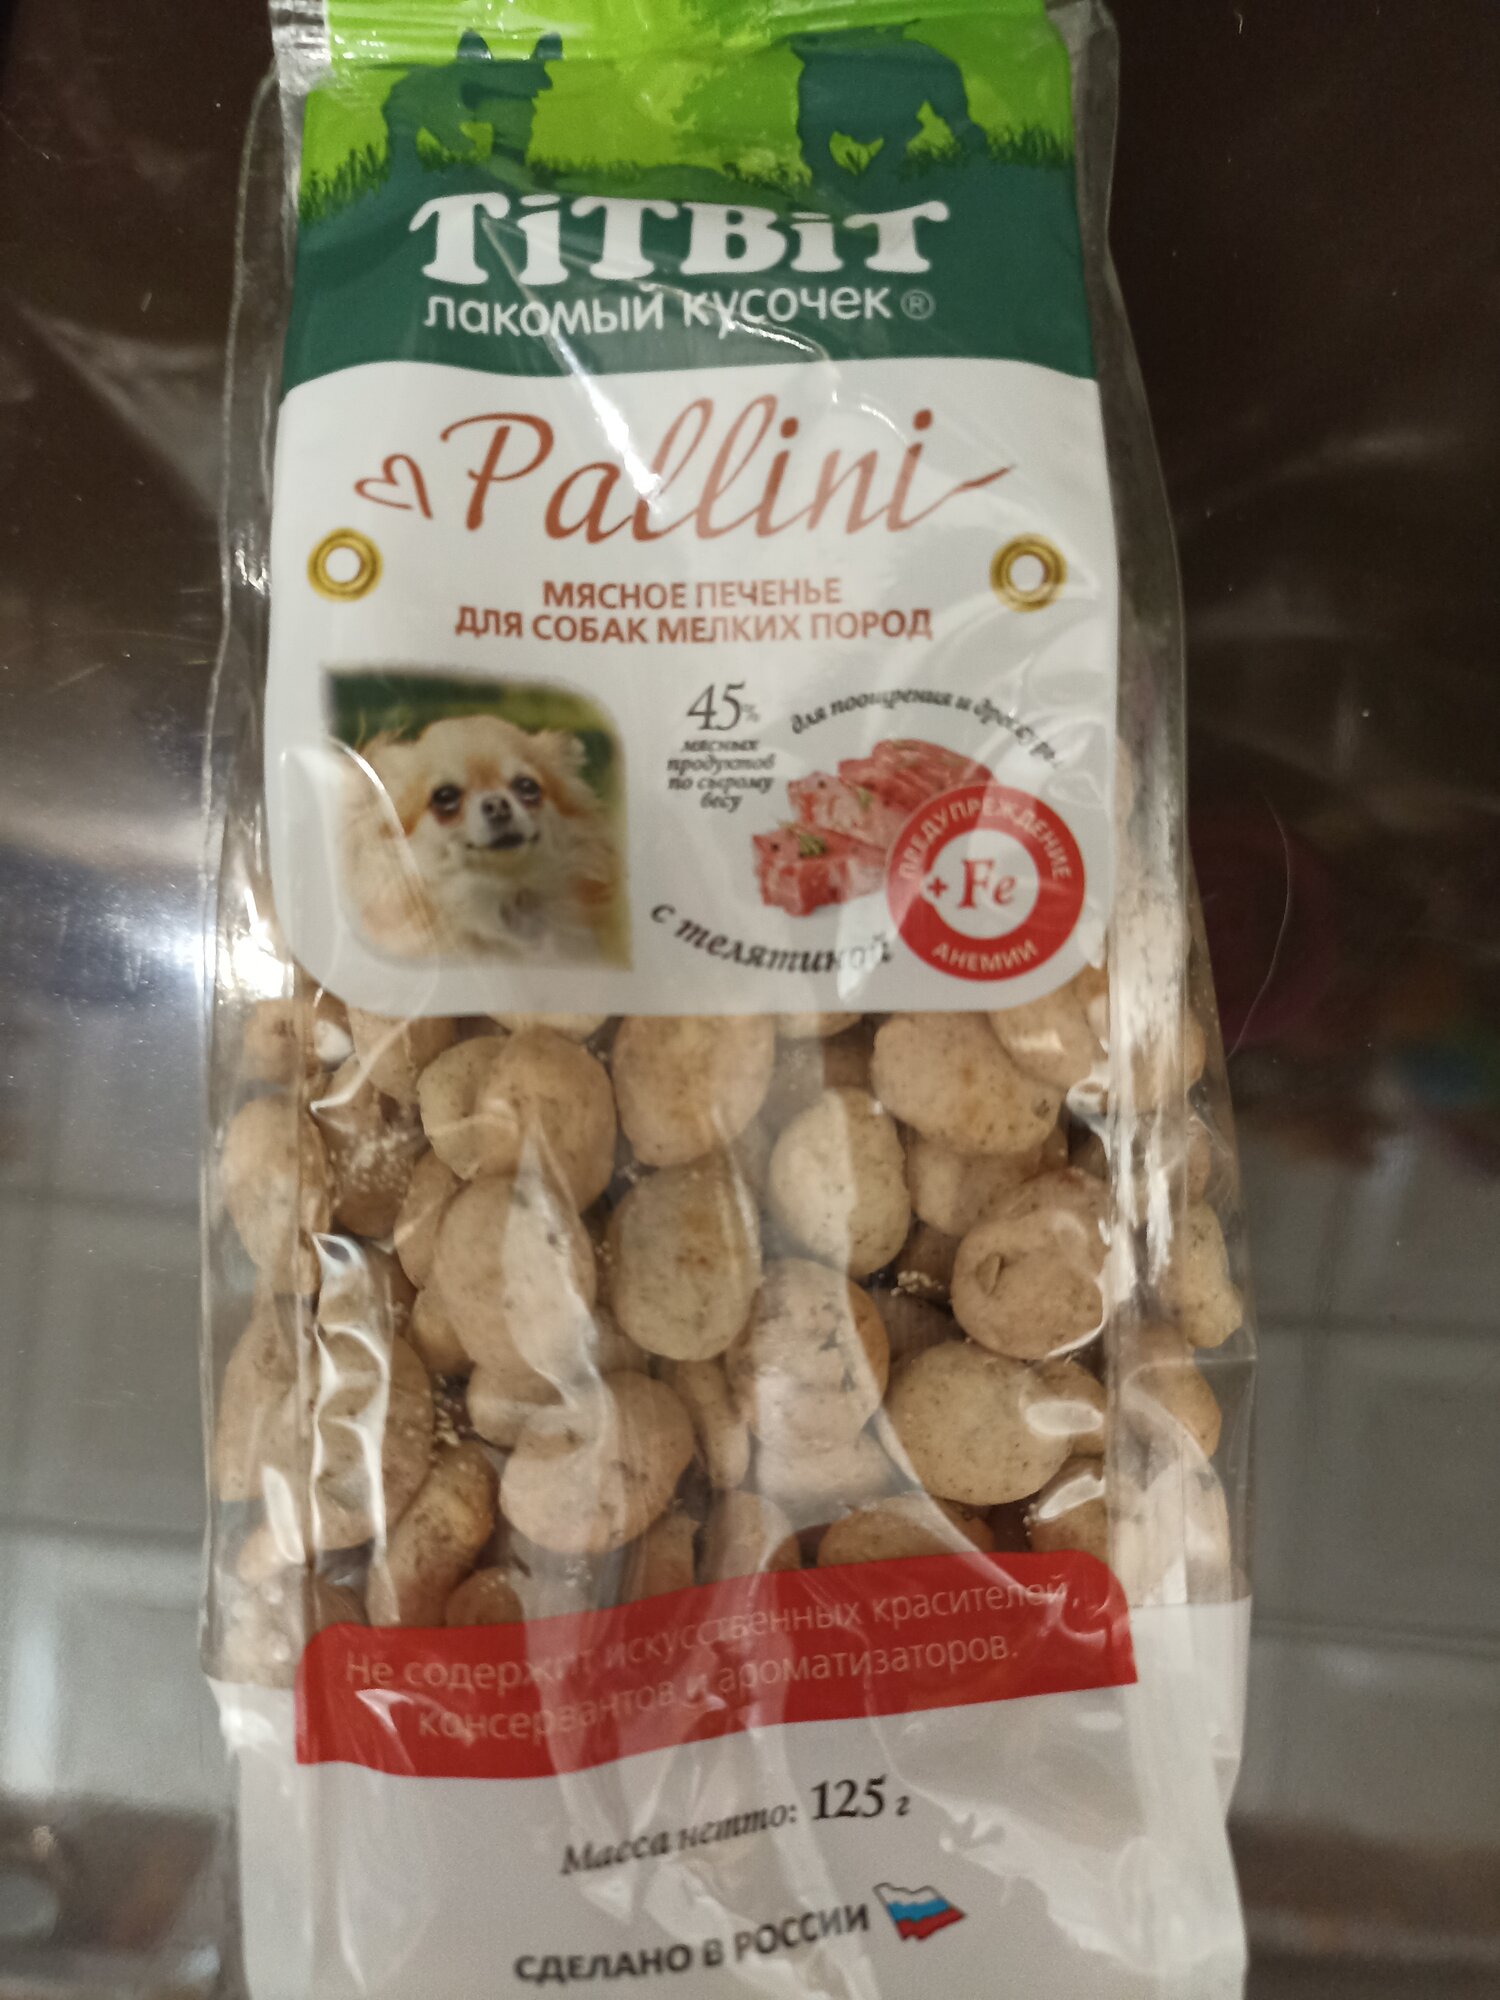 TiTBiT
лакомый кусочек®
Pallini
МЯСНОЕ ПЕЧЕНЬЕ
ДЛЯ СОБАК МЕЛКИХ ПОРОД
45%
мясных
продуктов
по сырому
весу
для поощрения и дрессуры
с телятиной
ПРЕДУПРЕЖДЕНИЕ
+ Fe
АНЕМИИ
Не содержит искусственных красителей,
консервантов и ароматизаторов.
Масса нетто: 125 г
СДЕЛАНО В РОССИИ